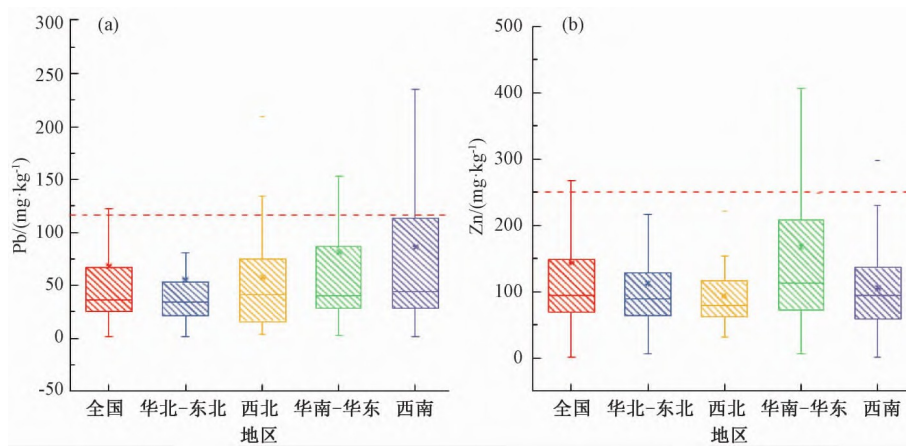 (a)
300
250
200
150
100
50
0
-50
Pb/(mg·kg⁻¹)
全国 华北-东北 西北 华南-华东 西南
地区
(b)
500
400
300
200
100
0
Zn/(mg·kg⁻¹)
全国 华北-东北 西北 华南-华东 西南
地区